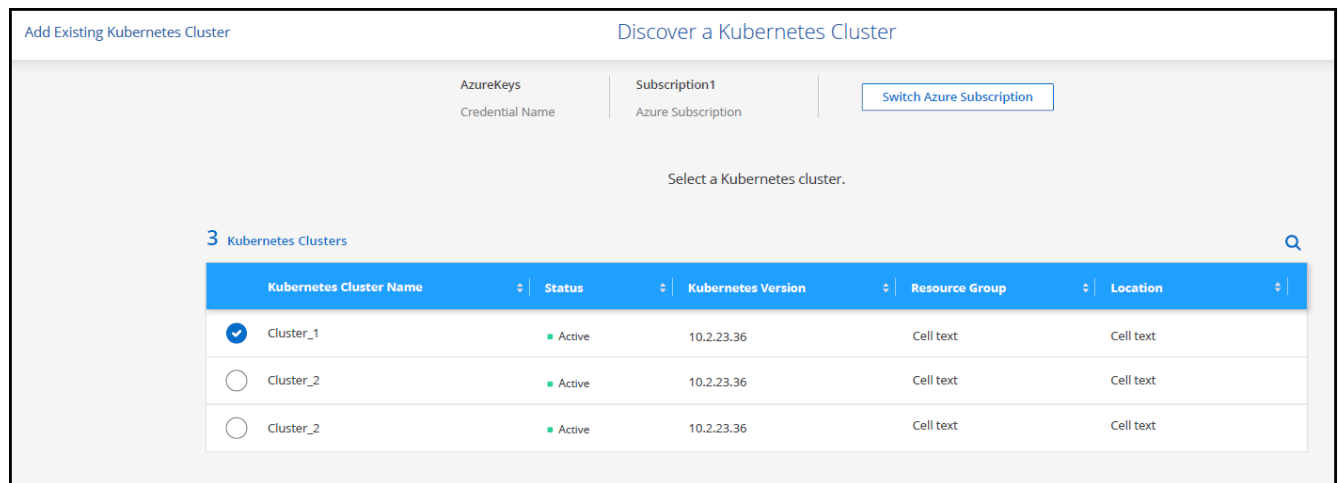 Add Existing Kubernetes Cluster
Discover a Kubernetes Cluster
AzureKeys
Credential Name
Subscription1
Azure Subscription
Switch Azure Subscription
Select a Kubernetes cluster.
3 Kubernetes Clusters
Kubernetes Cluster Name Status Kubernetes Version Resource Group Location
Cluster_1 Active 10.2.23.36 Cell text Cell text
Cluster_2 Active 10.2.23.36 Cell text Cell text
Cluster_2 Active 10.2.23.36 Cell text Cell text